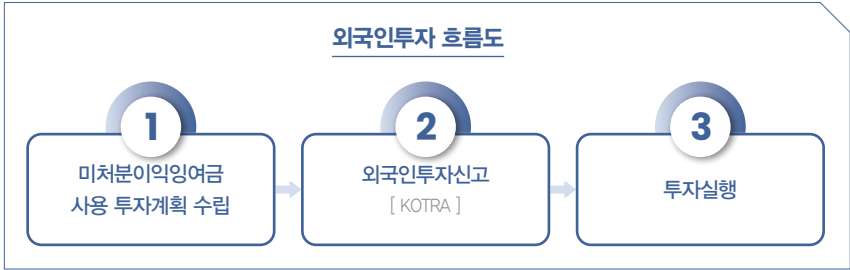 외국인투자 흐름도
1
미처분이익잉여금
사용 투자계획 수립
2
외국인투자신고
[ KOTRA ]
3
투자실행